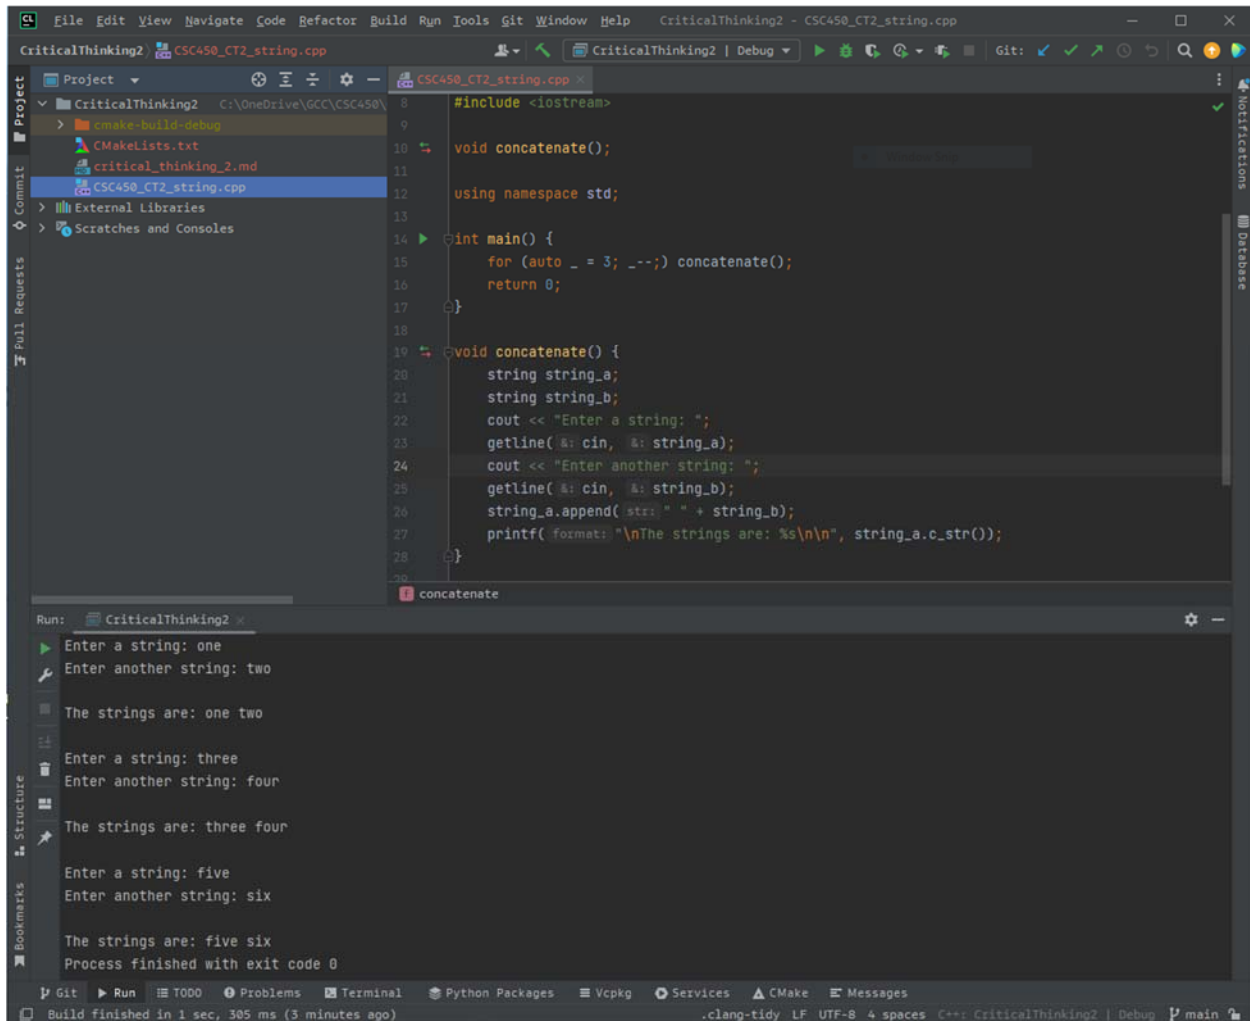 CL File Edit View Navigate Code Refactor Build Run Tools Git Window Help CriticalThinking2 - CSC450_CT2_string.cpp
CriticalThinking2 CSC450_CT2_string.cpp CriticalThinking2 | Debug Git:
Project
CriticalThinking2 C:\OneDrive\GCC\CSC450\
cmake-build-debug
CMakeLists.txt
critical_thinking_2.md
CSC450_CT2_string.cpp
External Libraries
Scratches and Consoles
Project
Commit
Pull Requests
Structure
Bookmarks
CSC450_CT2_string.cpp
8 #include <iostream>
9
10 void concatenate();
11
12 using namespace std;
13
14 int main() {
15 for (auto _ = 3; _--;) concatenate();
16 return 0;
17 }
18
19 void concatenate() {
20 string string_a;
21 string string_b;
22 cout << "Enter a string: ";
23 getline( &: cin, &: string_a);
24 cout << "Enter another string: ";
25 getline( &: cin, &: string_b);
26 string_a.append( str: " " + string_b);
27 printf( format: "\nThe strings are: %s\n\n", string_a.c_str());
28 }
29
f concatenate
Window Snip
Notifications
Database
Run: CriticalThinking2
Enter a string: one
Enter another string: two
The strings are: one two
Enter a string: three
Enter another string: four
The strings are: three four
Enter a string: five
Enter another string: six
The strings are: five six
Process finished with exit code 0
Git Run TODO Problems Terminal Python Packages Vcpkg Services CMake Messages
Build finished in 1 sec, 305 ms (3 minutes ago) .clang-tidy LF UTF-8 4 spaces C++: CriticalThinking2 | Debug main